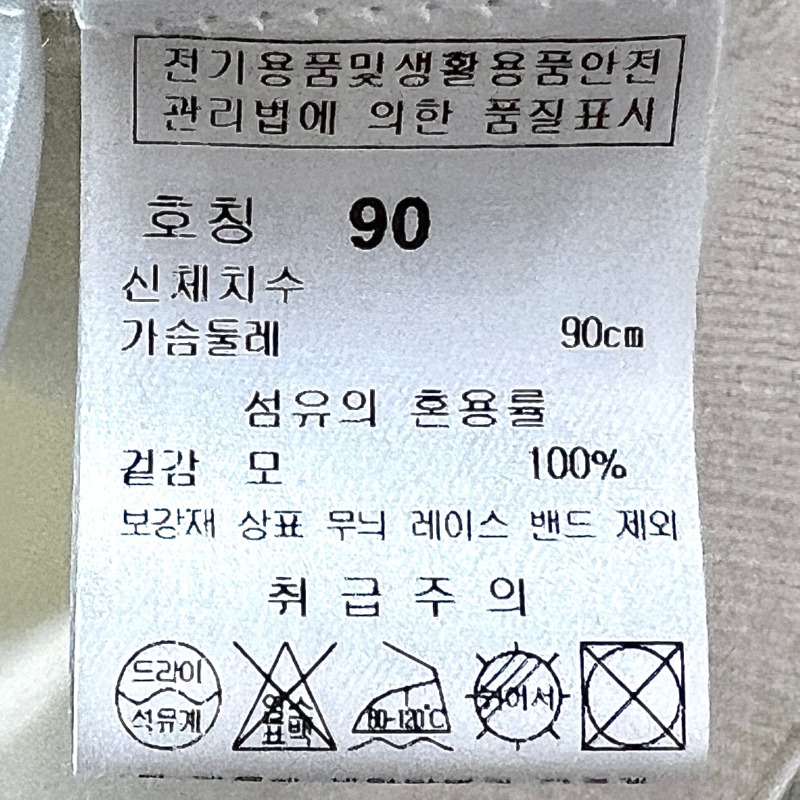 전기용품및생활용품안전
관리법에 의한 품질표시
호칭 90
신체치수
가슴둘레 90cm
섬유의 혼용률
겉감 모 100%
보강재 상표 무늬 레이스 밴드 제외
취 급 주 의
드라이
석유계
염소
표백
80-120℃
뉘어서